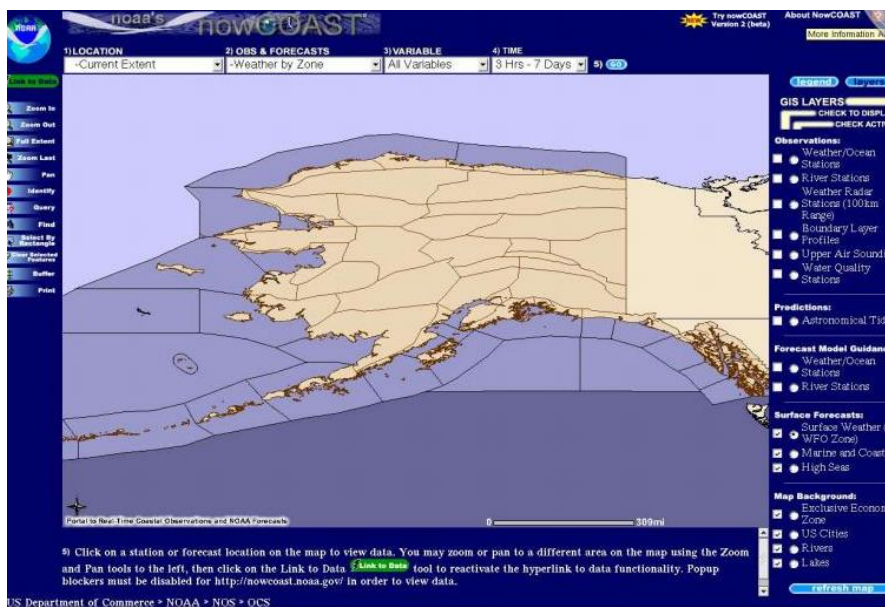 NOAA
noaa's
nowCOAST
NEW
Try nowCOAST
Version 2 (beta)
About NowCOAST
More Information A
1) LOCATION
2) OBS & FORECASTS
3) VARIABLE
4) TIME
-Current Extent
-Weather by Zone
All Variables
3 Hrs - 7 Days
5) GO
Link to Data
Zoom In
Zoom Out
Full Extent
Zoom Last
Pan
Identify
Query
Find
Select By
Rectangle
Clear Selected
Features
Buffer
Print
legend
layers
GIS LAYERS
CHECK TO DISPL
CHECK ACTI
Observations:
Weather/Ocean
Stations
River Stations
Weather Radar
Stations (100km
Range)
Boundary Layer
Profiles
Upper Air Soundi
Water Quality
Stations
Predictions:
Astronomical Tid
Forecast Model Guidanc
Weather/Ocean
Stations
River Stations
Surface Forecasts:
Surface Weather (
WFO Zone)
Marine and Coast
High Seas
Map Background:
Exclusive Econom
Zone
US Cities
Rivers
Lakes
refresh map
Portal to Real-Time Coastal Observations and NOAA Forecasts
0
309mi
5) Click on a station or forecast location on the map to view data. You may zoom or pan to a different area on the map using the Zoom
and Pan tools to the left, then click on the Link to Data Link to Data tool to reactivate the hyperlink to data functionality. Popup
blockers must be disabled for http://nowcoast.noaa.gov/ in order to view data.
US Department of Commerce > NOAA > NOS > OCS